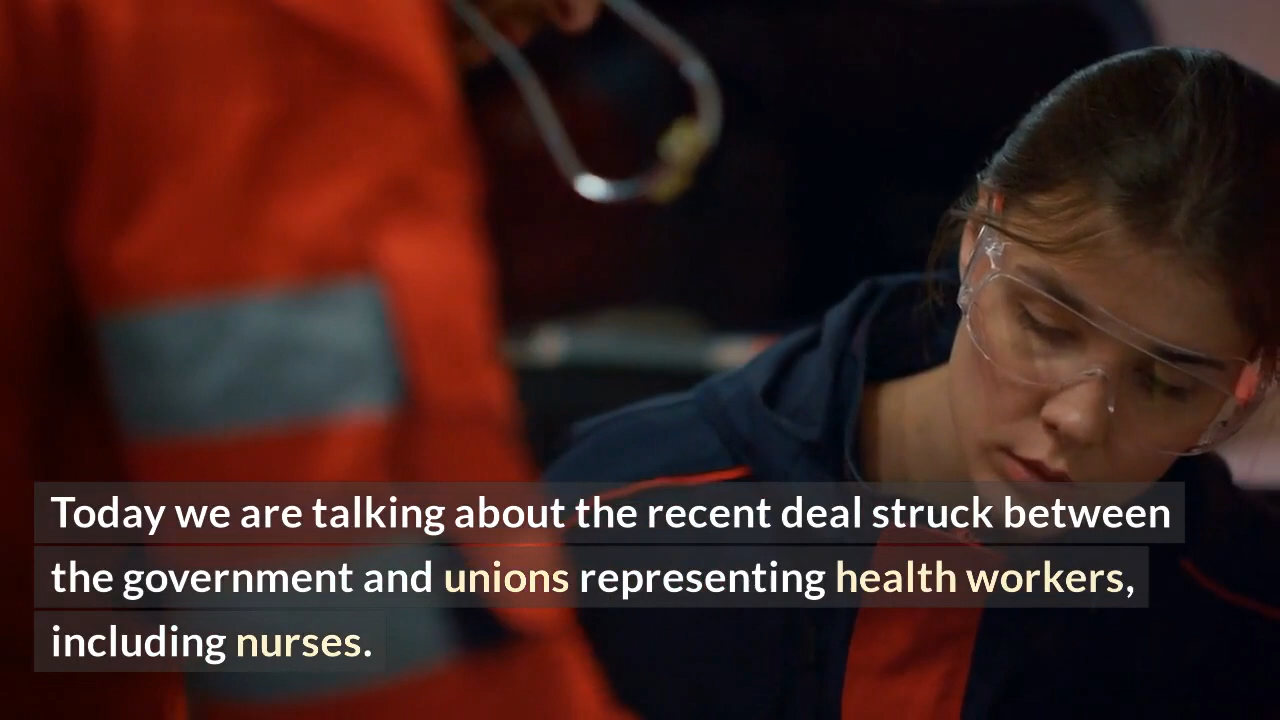 Today we are talking about the recent deal struck between
the government and unions representing health workers,
including nurses.